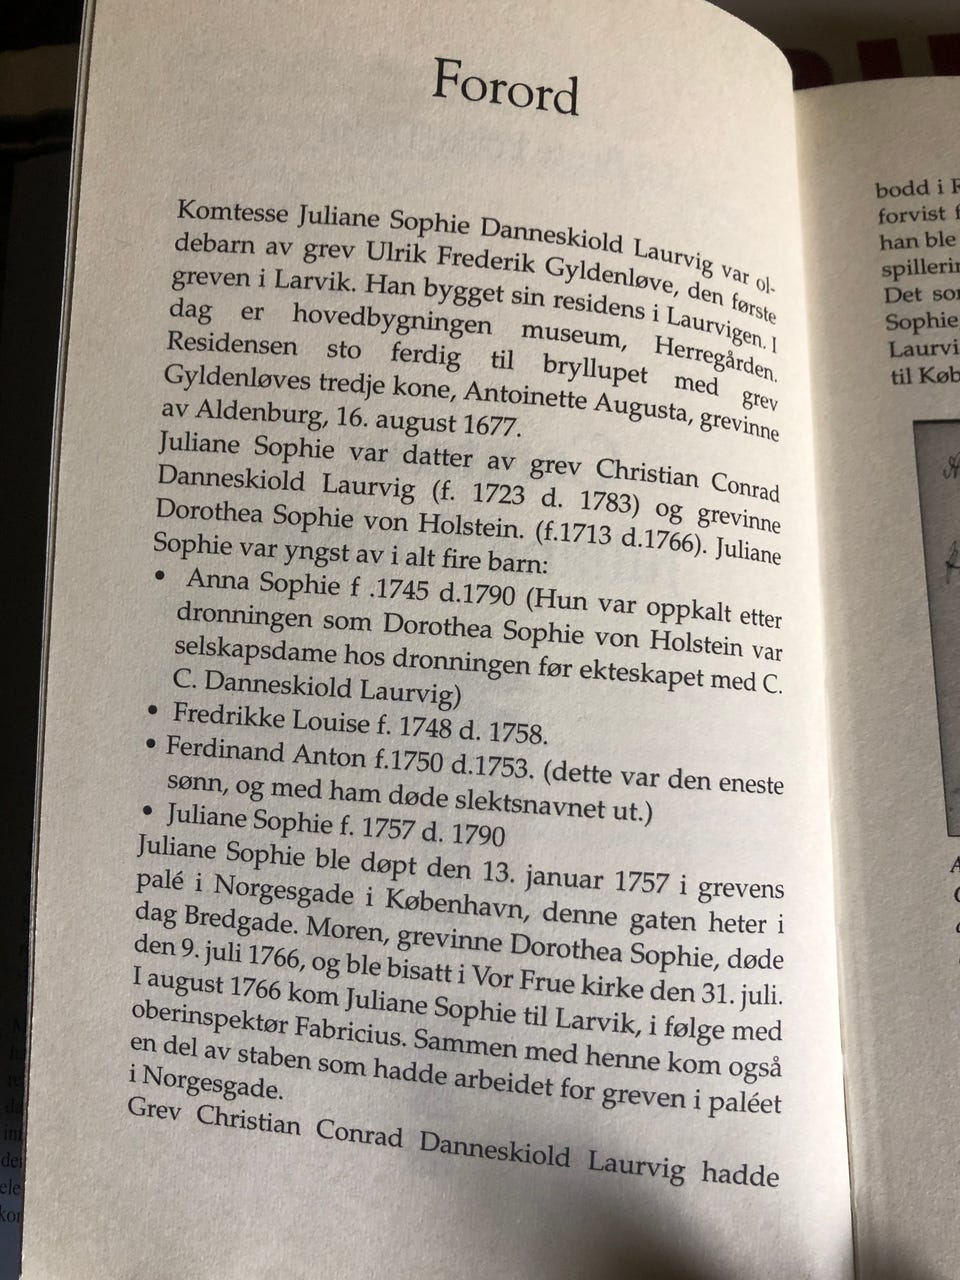 Forord
Komtesse Juliane Sophie Danneskiold Laurvig var ol-
debarn av grev Ulrik Frederik Gyldenløve, den første
greven i Larvik. Han bygget sin residens i Laurvigen. I
dag er hovedbygningen museum, Herregården.
Residensen sto ferdig til bryllupet med grev
Gyldenløves tredje kone, Antoinette Augusta, grevinne
av Aldenburg, 16. august 1677.
Juliane Sophie var datter av grev Christian Conrad
Danneskiold Laurvig (f. 1723 d. 1783) og grevinne
Dorothea Sophie von Holstein. (f.1713 d.1766). Juliane
Sophie var yngst av i alt fire barn:
• Anna Sophie f .1745 d.1790 (Hun var oppkalt etter
dronningen som Dorothea Sophie von Holstein var
selskapsdame hos dronningen før ekteskapet med C.
C. Danneskiold Laurvig)
• Fredrikke Louise f. 1748 d. 1758.
• Ferdinand Anton f.1750 d.1753. (dette var den eneste
sønn, og med ham døde slektsnavnet ut.)
• Juliane Sophie f. 1757 d. 1790
Juliane Sophie ble døpt den 13. januar 1757 i grevens
palé i Norgesgade i København, denne gaten heter i
dag Bredgade. Moren, grevinne Dorothea Sophie, døde
den 9. juli 1766, og ble bisatt i Vor Frue kirke den 31. juli.
I august 1766 kom Juliane Sophie til Larvik, i følge med
oberinspektør Fabricius. Sammen med henne kom også
en del av staben som hadde arbeidet for greven i paléet
i Norgesgade.
Grev Christian Conrad Danneskiold Laurvig hadde
bodd i
forvist
han ble
Det
Sophie
til